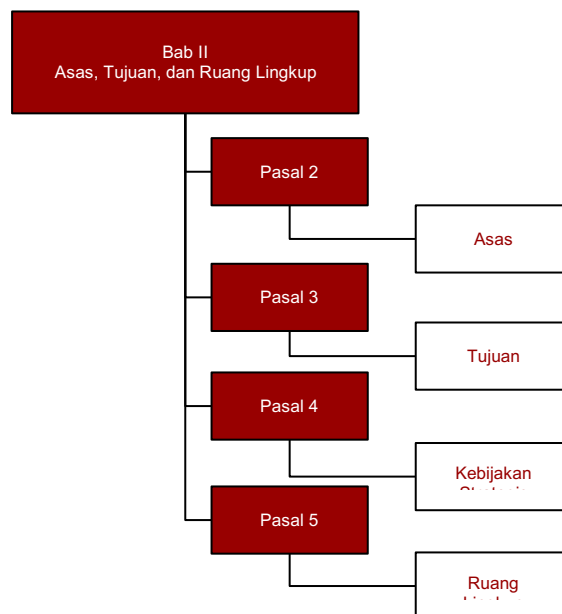 Bab II
Asas, Tujuan, dan Ruang Lingkup
Pasal 2
Asas
Pasal 3
Tujuan
Pasal 4
Kebijakan
Pasal 5
Ruang